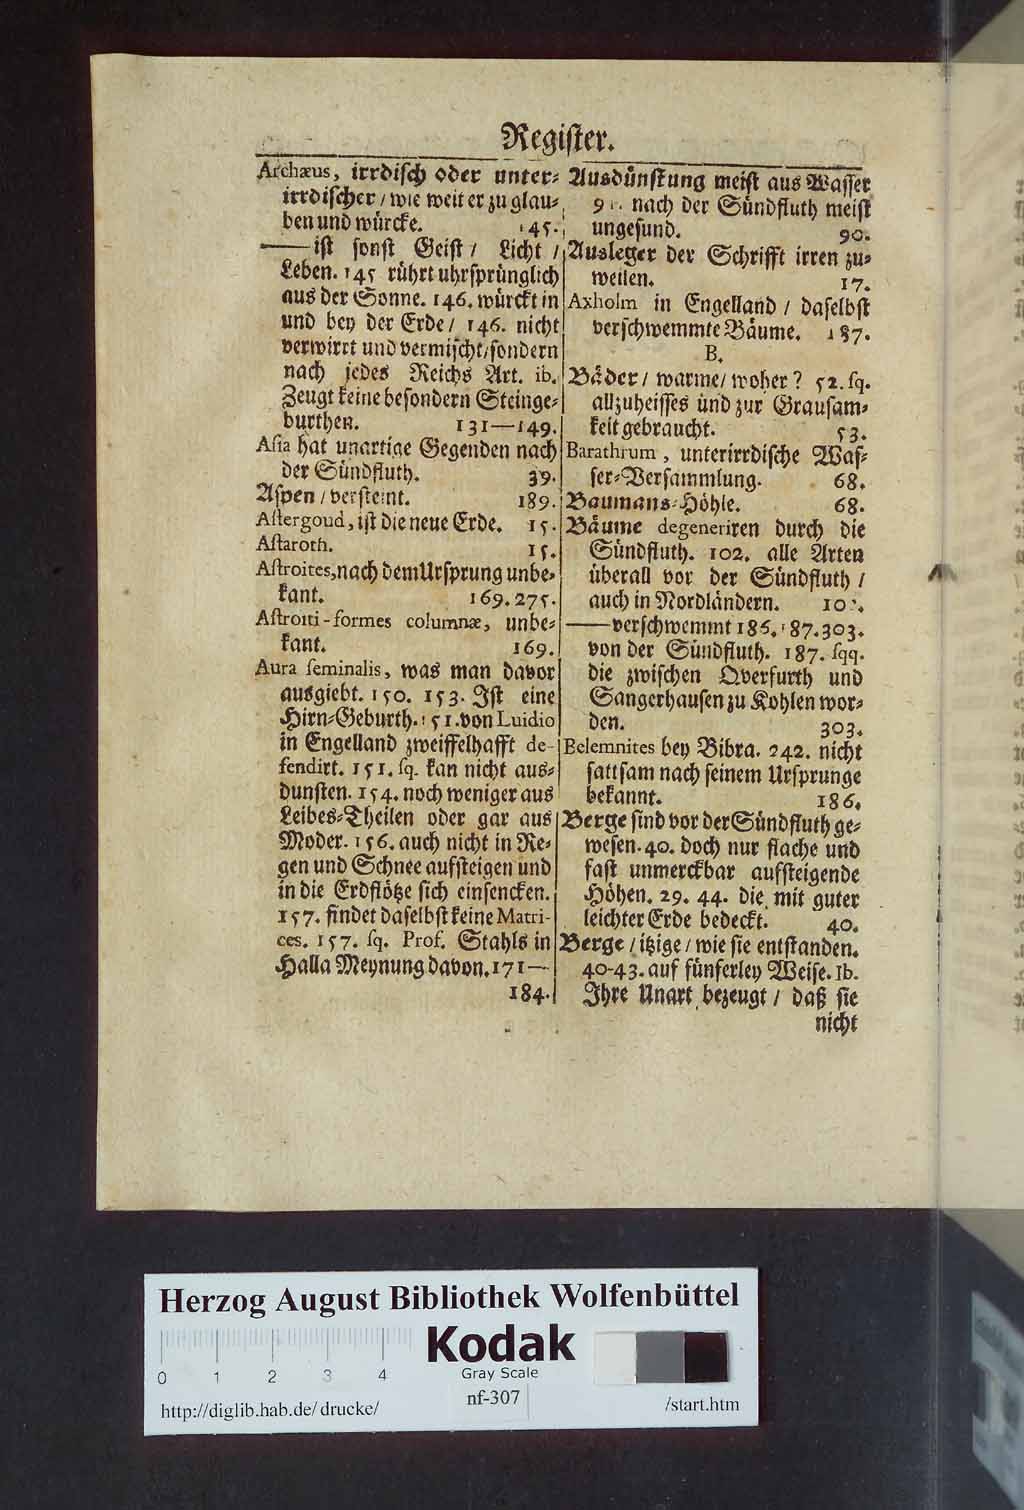 Register.
Archæus, irrdisch oder unter-
irrdischer / wie weit er zu glau-
ben und würcke. 145.
—— ist sonst Geist / Licht /
Leben. 145 rührt uhrsprünglich
aus der Sonne. 146. würckt in
und bey der Erde / 146. nicht
verwirrt und vermischt / sondern
nach jedes Reichs Art. ib.
Zeugt keine besondern Steinge-
burthen. 131—149.
Asia hat unartige Gegenden nach
der Sündfluth. 39.
Aspen / versteint. 189.
Astergoud, ist die neue Erde. 15.
Astaroth. 15.
Astroites, nach dem Ursprung unbe-
kant. 169. 275.
Astroiti-formes columnæ, unbe-
kant. 169.
Aura seminalis, was man davor
ausgiebt. 150. 153. Ist eine
Hirn-Geburth. 151. von Luidio
in Engelland zweiffelhafft de-
fendirt. 151. sq. kan nicht aus-
dunsten. 154. noch weniger aus
Leibes-Theilen oder gar aus
Moder. 156. auch nicht in Re-
gen und Schnee aufsteigen und
in die Erdflötze sich einsencken.
157. findet daselbst keine Matri-
ces. 157. sq. Prof. Stahls in
Halla Meynung davon. 171—
184.
Ausdünstung meist aus Wasser
nach der Sündfluth meist
ungesund. 90.
Ausleger der Schrifft irren zu-
weilen. 17.
Axholm in Engelland / daselbst
verschwemmte Bäume. 187.
B.
Bäder / warme / woher? 52. sq.
allzuheisses und zur Grausam-
keit gebraucht. 53.
Barathrum, unterirrdische Was-
ser-Versammlung. 68.
Baumans-Höhle. 68.
Bäume degeneriren durch die
Sündfluth. 102. alle Arten
überall vor der Sündfluth /
auch in Nordländern.
—— verschwemmt 186. 187. 303.
von der Sündfluth. 187. sqq.
die zwischen Qverfurth und
Sangerhausen zu Kohlen wor-
den. 303.
Belemnites bey Bibra. 242. nicht
sattsam nach seinem Ursprunge
bekannt. 186.
Berge sind vor der Sündfluth ge-
wesen. 40. doch nur flache und
fast unmerckbar aufsteigende
Höhen. 29. 44. die mit guter
leichter Erde bedeckt. 40.
Berge / itzige / wie sie entstanden.
40-43. auf fünferley Weise. Ib.
Ihre Unart bezeugt / daß sie
nicht
Herzog August Bibliothek Wolfenbüttel
Kodak
Gray Scale
0 1 2 3 4
nf-307
http://diglib.hab.de/drucke/ /start.htm